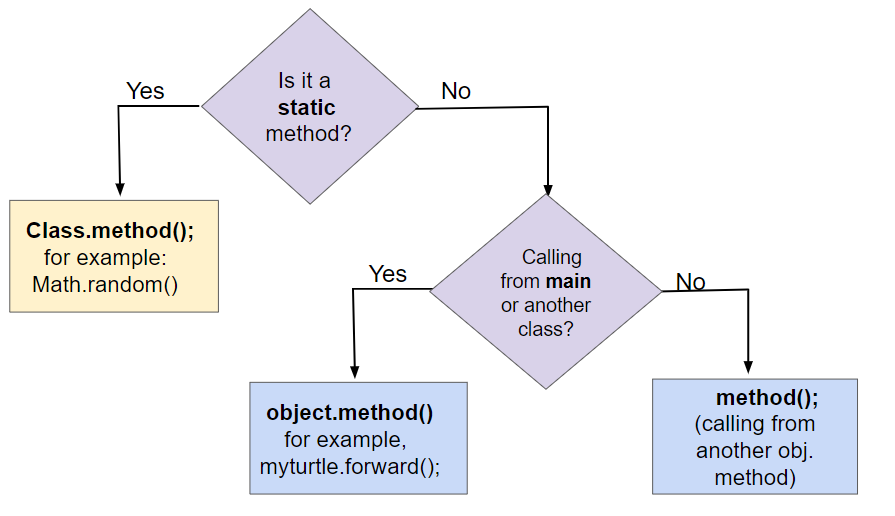 Is it a
static
method?
Yes
No
Class.method();
for example:
Math.random()
Calling
from main
or another
class?
Yes
No
object.method()
for example,
myturtle.forward();
method();
(calling from
another obj.
method)